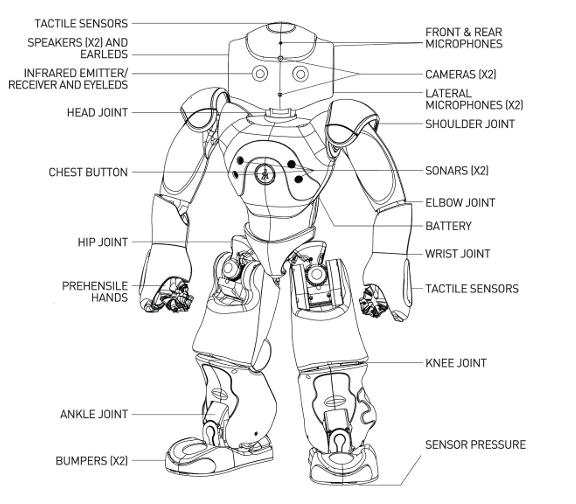 TACTILE SENSORS
SPEAKERS (X2) AND
EARLEDS
INFRARED EMITTER/
RECEIVER AND EYELEDS
HEAD JOINT
CHEST BUTTON
HIP JOINT
PREHENSILE
HANDS
ANKLE JOINT
BUMPERS (X2)
FRONT & REAR
MICROPHONES
CAMERAS (X2)
LATERAL
MICROPHONES (X2)
SHOULDER JOINT
SONARS (X2)
ELBOW JOINT
BATTERY
WRIST JOINT
TACTILE SENSORS
KNEE JOINT
SENSOR PRESSURE